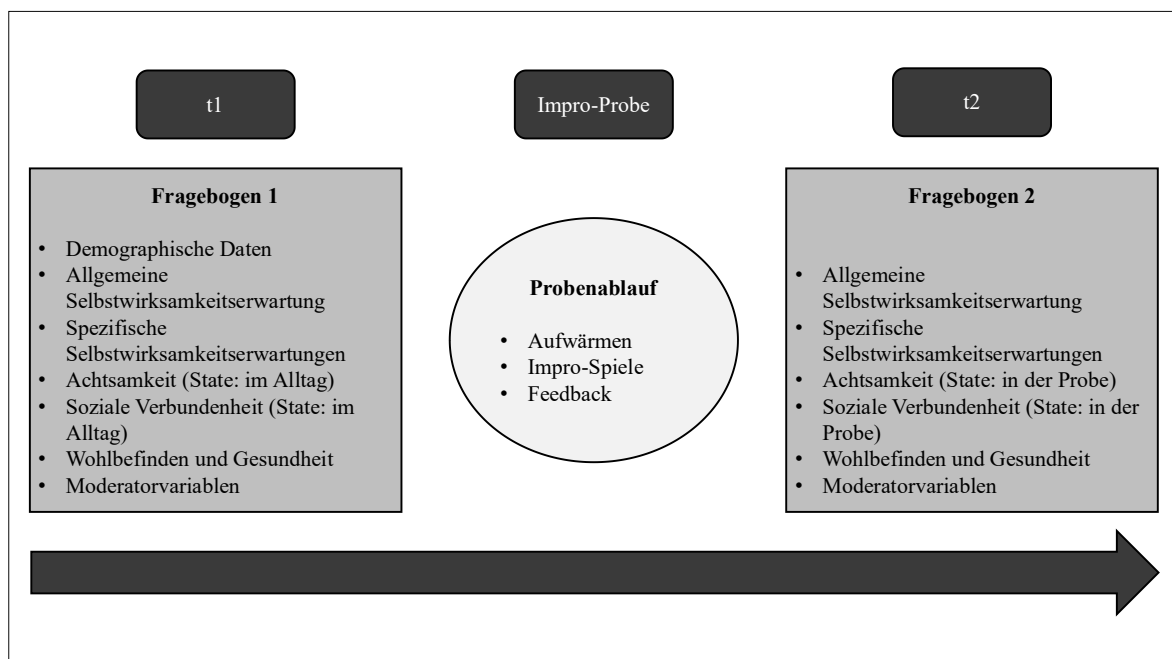 t1
Impro-Probe
t2
Fragebogen 1
• Demographische Daten
• Allgemeine
Selbstwirksamkeitserwartung
• Spezifische
Selbstwirksamkeitserwartungen
• Achtsamkeit (State: im Alltag)
• Soziale Verbundenheit (State: im
Alltag)
• Wohlbefinden und Gesundheit
• Moderatorvariablen
Probenablauf
• Aufwärmen
• Impro-Spiele
• Feedback
Fragebogen 2
• Allgemeine
Selbstwirksamkeitserwartung
• Spezifische
Selbstwirksamkeitserwartungen
• Achtsamkeit (State: in der Probe)
• Soziale Verbundenheit (State: in der
Probe)
• Wohlbefinden und Gesundheit
• Moderatorvariablen